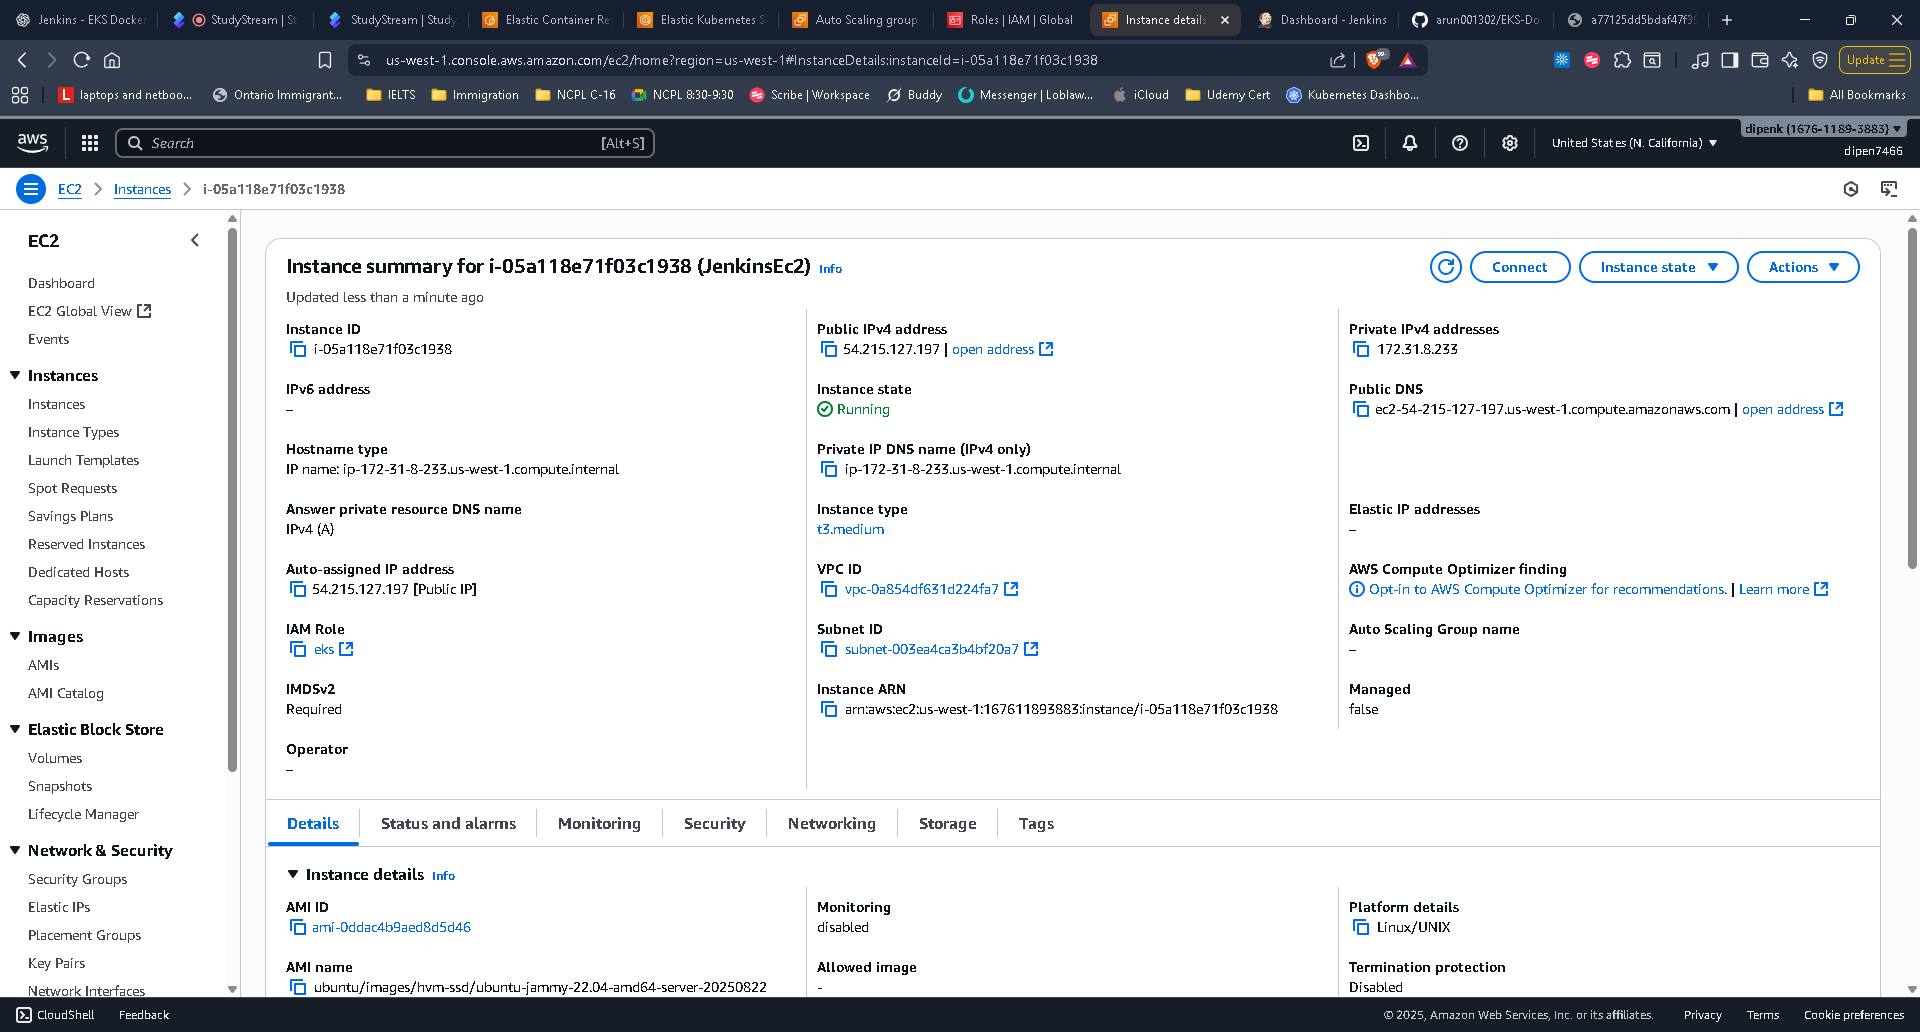 Jenkins - EKS Docker
StudyStream | St
StudyStream | Study
Elastic Container Re
Elastic Kubernetes S
Auto Scaling group
Roles | IAM | Global
Instance details
Dashboard - Jenkins
arun001302/EKS-Do
a77125dd5bdaf47f39
us-west-1.console.aws.amazon.com/ec2/home?region=us-west-1#InstanceDetails:instanceId=i-05a118e71f03c1938
Update
laptops and netboo...
Ontario Immigrant...
IELTS
Immigration
NCPL C-16
NCPL 8:30-9:30
Scribe | Workspace
Buddy
Messenger | Loblaw...
iCloud
Udemy Cert
Kubernetes Dashbo...
All Bookmarks
aws
Search
[Alt+S]
United States (N. California)
dipenk (1676-1189-3883)
dipen7466
EC2
Instances
i-05a118e71f03c1938
EC2
Dashboard
EC2 Global View
Events
Instances
Instances
Instance Types
Launch Templates
Spot Requests
Savings Plans
Reserved Instances
Dedicated Hosts
Capacity Reservations
Images
AMIs
AMI Catalog
Elastic Block Store
Volumes
Snapshots
Lifecycle Manager
Network & Security
Security Groups
Elastic IPs
Placement Groups
Key Pairs
Network Interfaces
Instance summary for i-05a118e71f03c1938 (JenkinsEc2) Info
Updated less than a minute ago
Connect
Instance state
Actions
Instance ID
i-05a118e71f03c1938
Public IPv4 address
54.215.127.197 | open address
Private IPv4 addresses
172.31.8.233
IPv6 address
–
Instance state
Running
Public DNS
ec2-54-215-127-197.us-west-1.compute.amazonaws.com | open address
Hostname type
IP name: ip-172-31-8-233.us-west-1.compute.internal
Private IP DNS name (IPv4 only)
ip-172-31-8-233.us-west-1.compute.internal
Answer private resource DNS name
IPv4 (A)
Instance type
t3.medium
Elastic IP addresses
–
Auto-assigned IP address
54.215.127.197 [Public IP]
VPC ID
vpc-0a854df631d224fa7
AWS Compute Optimizer finding
Opt-in to AWS Compute Optimizer for recommendations. | Learn more
IAM Role
eks
Subnet ID
subnet-003ea4ca3b4bf20a7
Auto Scaling Group name
–
IMDSv2
Required
Instance ARN
arn:aws:ec2:us-west-1:167611893883:instance/i-05a118e71f03c1938
Managed
false
Operator
–
Details
Status and alarms
Monitoring
Security
Networking
Storage
Tags
Instance details Info
AMI ID
ami-0ddac4b9aed8d5d46
Monitoring
disabled
Platform details
Linux/UNIX
AMI name
ubuntu/images/hvm-ssd/ubuntu-jammy-22.04-amd64-server-20250822
Allowed image
-
Termination protection
Disabled
CloudShell
Feedback
© 2025, Amazon Web Services, Inc. or its affiliates.
Privacy
Terms
Cookie preferences